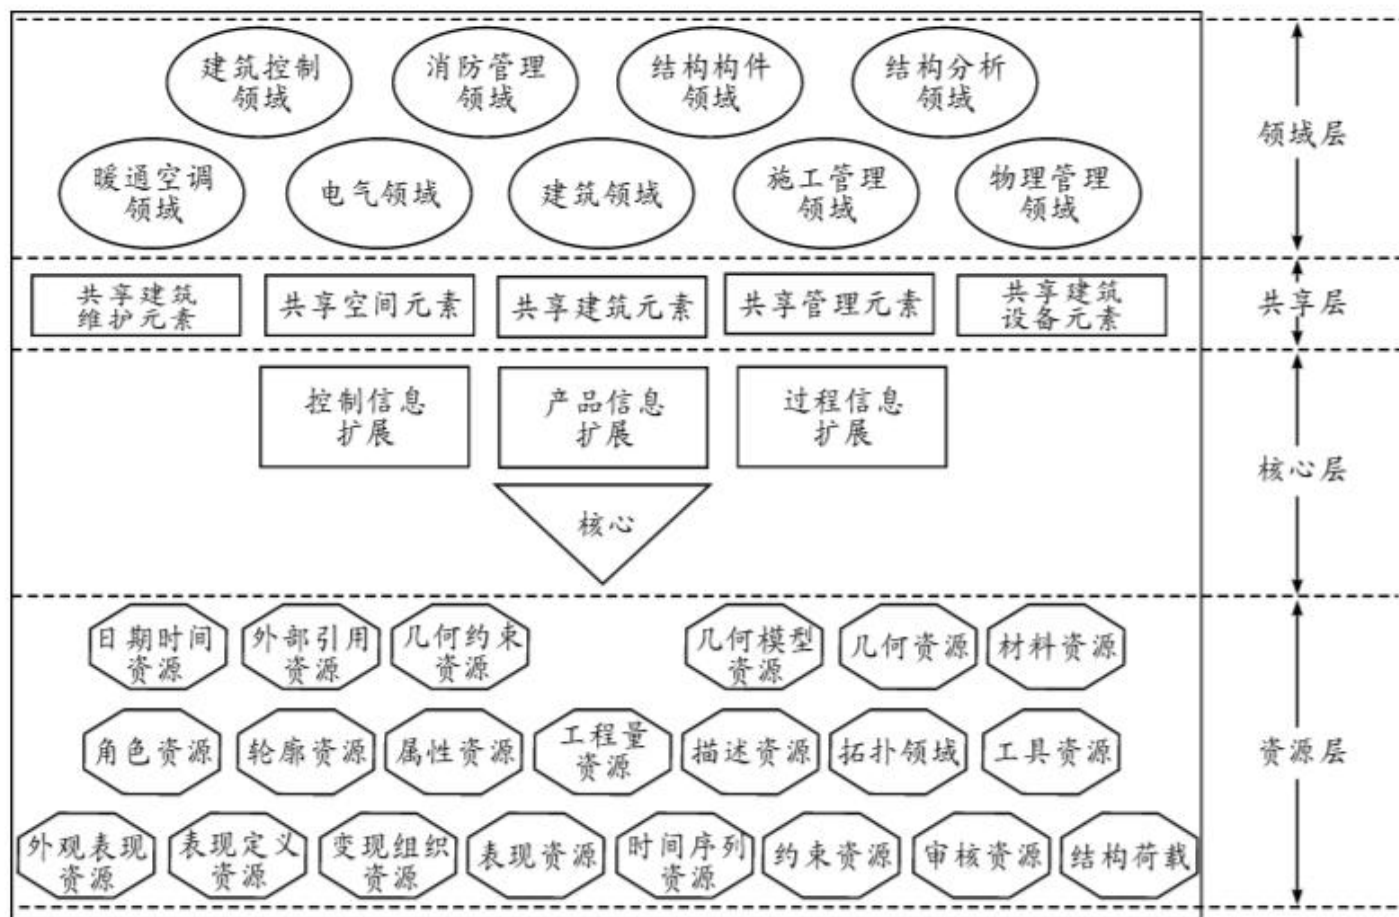 建筑控制
领域
消防管理
领域
结构构件
领域
结构分析
领域
暖通空调
领域
电气领域
建筑领域
施工管理
领域
物理管理
领域
领域层
共享建筑
维护元素
共享空间元素
共享建筑元素
共享管理元素
共享建筑
设备元素
共享层
控制信息
扩展
产品信息
扩展
过程信息
扩展
核心
核心层
日期时间
资源
外部引用
资源
几何约束
资源
几何模型
资源
几何资源
材料资源
角色资源
轮廓资源
属性资源
工程量
资源
描述资源
拓扑领域
工具资源
资源层
外观表现
资源
表现定义
资源
变现组织
资源
表现资源
时间序列
资源
约束资源
审核资源
结构荷载